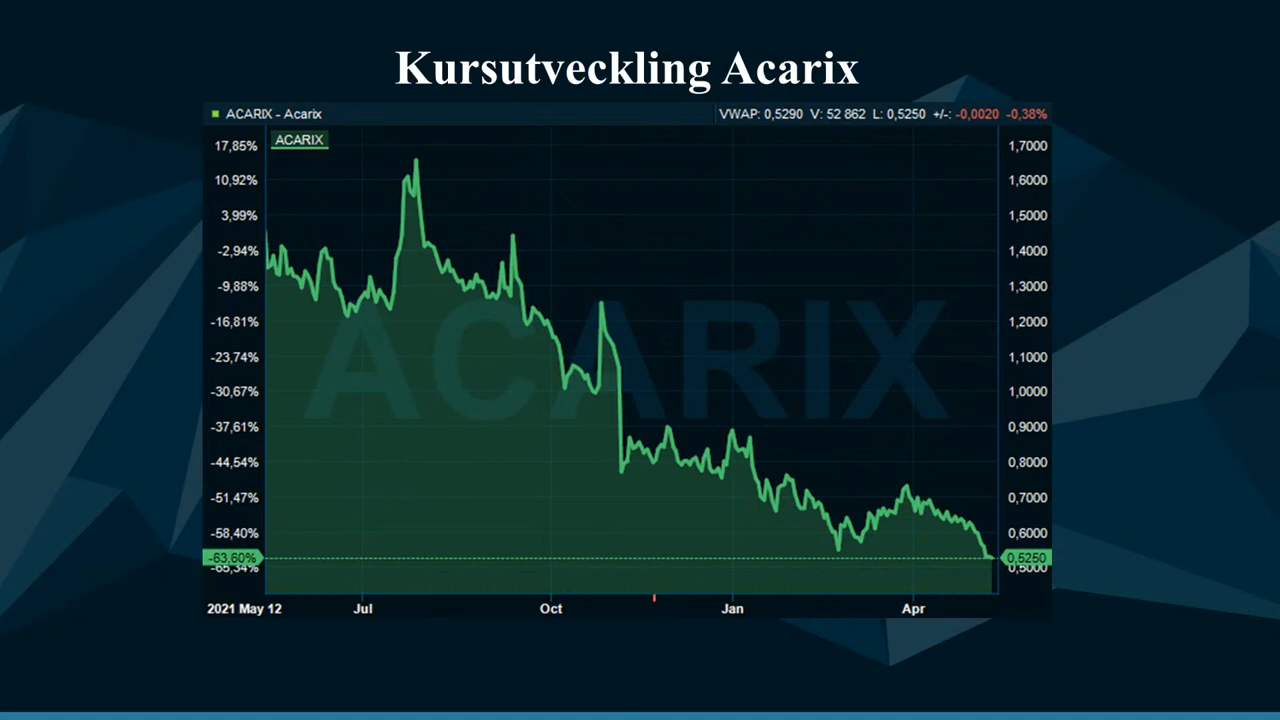 Kursutveckling Acarix
ACARIX - Acarix VWAP: 0,5290 V: 52 862 L: 0,5250 +/-: -0,0020 -0,38%
ACARIX
17,85% 1,7000
10,92% 1,6000
3,99% 1,5000
-2,94% 1,4000
-9,88% 1,3000
-16,81% 1,2000
ACARIX
-23,74% 1,1000
-30,67% 1,0000
-37,61% 0,9000
-44,54% 0,8000
-51,47% 0,7000
-58,40% 0,6000
-63,60% 0,5250
-65,34% 0,5000
2021 May 12 Jul Oct Jan Apr